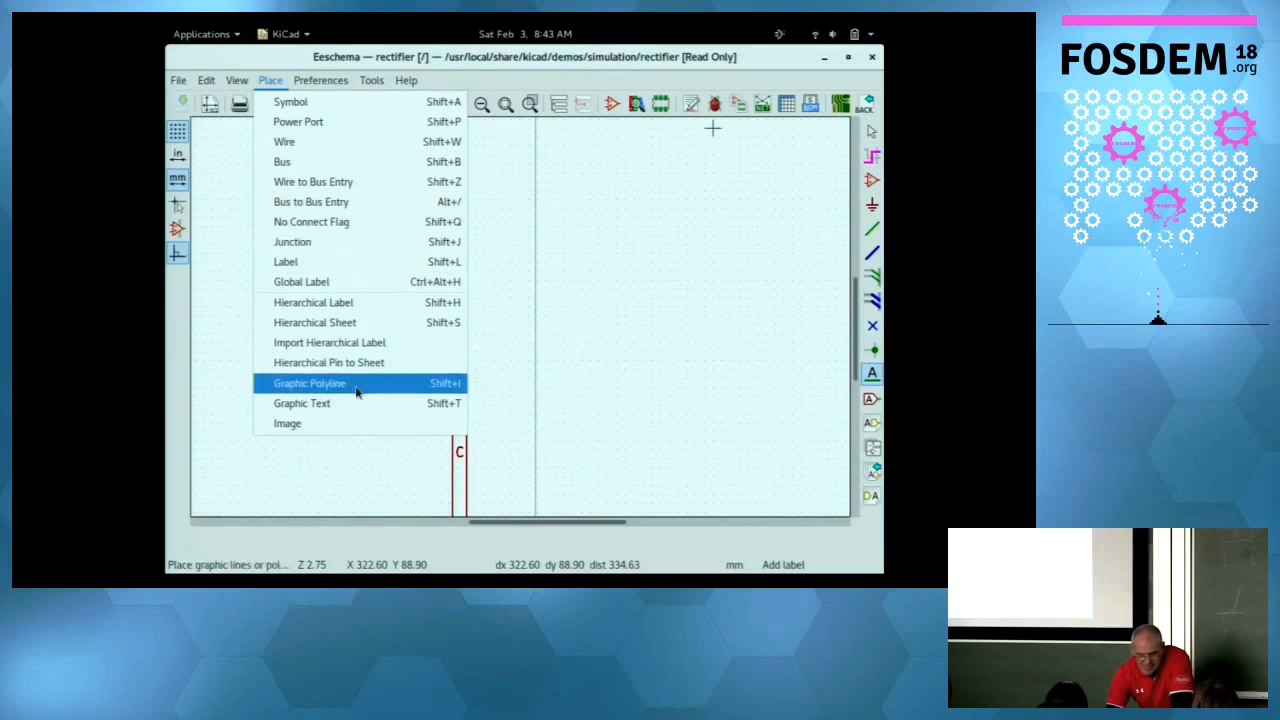 Applications KiCad Sat Feb 3, 8:43 AM
Eeschema — rectifier [/] — /usr/local/share/kicad/demos/simulation/rectifier [Read Only]
File Edit View Place Preferences Tools Help
Symbol Shift+A
Power Port Shift+P
Wire Shift+W
Bus Shift+B
Wire to Bus Entry Shift+Z
Bus to Bus Entry Alt+/
No Connect Flag Shift+Q
Junction Shift+J
Label Shift+L
Global Label Ctrl+Alt+H
Hierarchical Label Shift+H
Hierarchical Sheet Shift+S
Import Hierarchical Label
Hierarchical Pin to Sheet
Graphic Polyline Shift+I
Graphic Text Shift+T
Image
in
mm
BACK
C
A
A
AD
DA
Place graphic lines or pol... Z 2.75 X 322.60 Y 88.90 dx 322.60 dy 88.90 dist 334.63 mm Add label
FOSDEM 18
.org